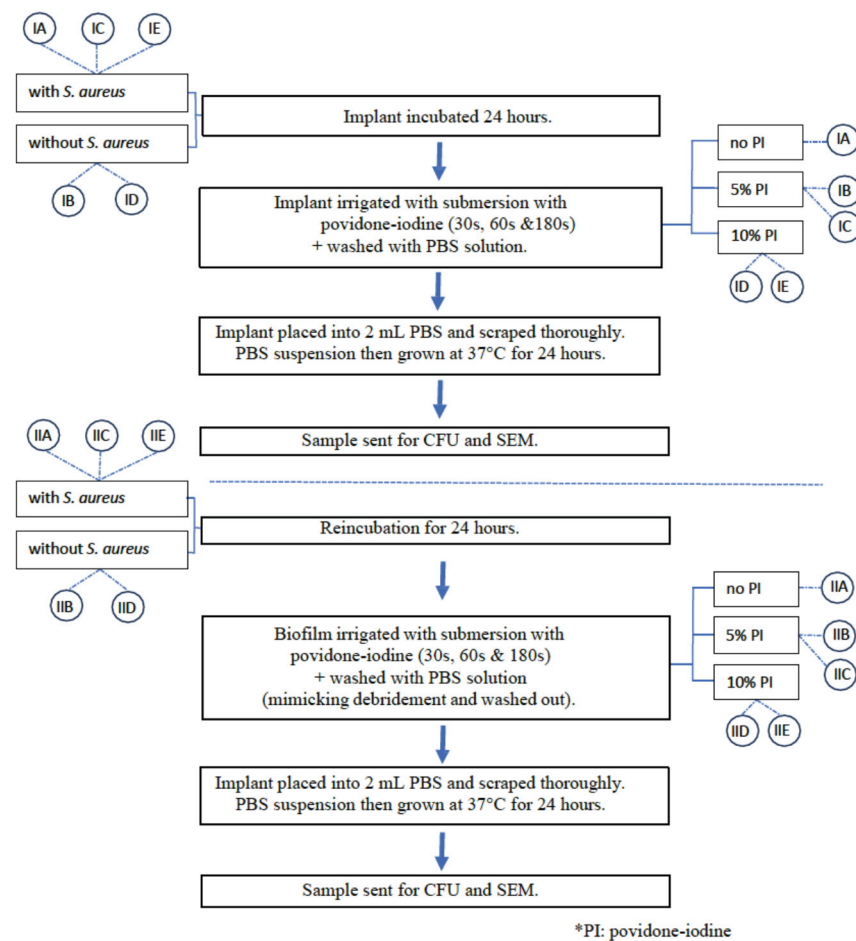 IA
IC
IE
with S. aureus
without S. aureus
IB
ID
Implant incubated 24 hours.
no PI
IA
5% PI
IB
IC
10% PI
ID
IE
Implant irrigated with submersion with
povidone-iodine (30s, 60s &180s)
+ washed with PBS solution.
Implant placed into 2 mL PBS and scraped thoroughly.
PBS suspension then grown at 37°C for 24 hours.
Sample sent for CFU and SEM.
IIA
IIC
IIE
with S. aureus
without S. aureus
IIB
IID
Reincubation for 24 hours.
no PI
IIA
5% PI
IIB
IIC
10% PI
IID
IIE
Biofilm irrigated with submersion with
povidone-iodine (30s, 60s & 180s)
+ washed with PBS solution
(mimicking debridement and washed out).
Implant placed into 2 mL PBS and scraped thoroughly.
PBS suspension then grown at 37°C for 24 hours.
Sample sent for CFU and SEM.
*PI: povidone-iodine